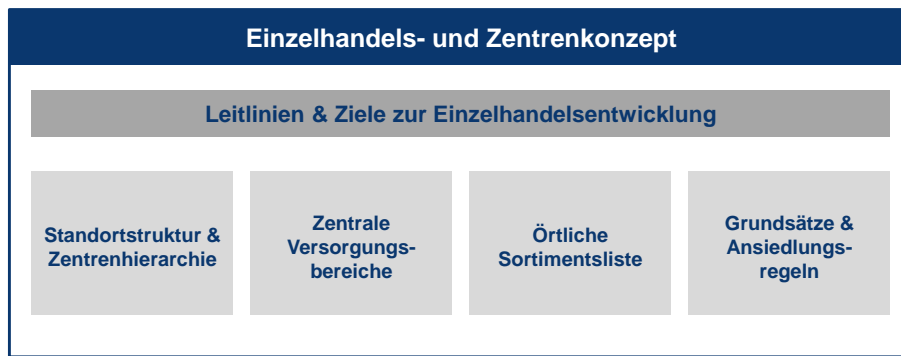 Einzelhandels- und Zentrenkonzept
Leitlinien & Ziele zur Einzelhandelsentwicklung
Standortstruktur &
Zentrenhierarchie
Zentrale
Versorgungs-
bereiche
Örtliche
Sortimentsliste
Grundsätze &
Ansiedlungs-
regeln